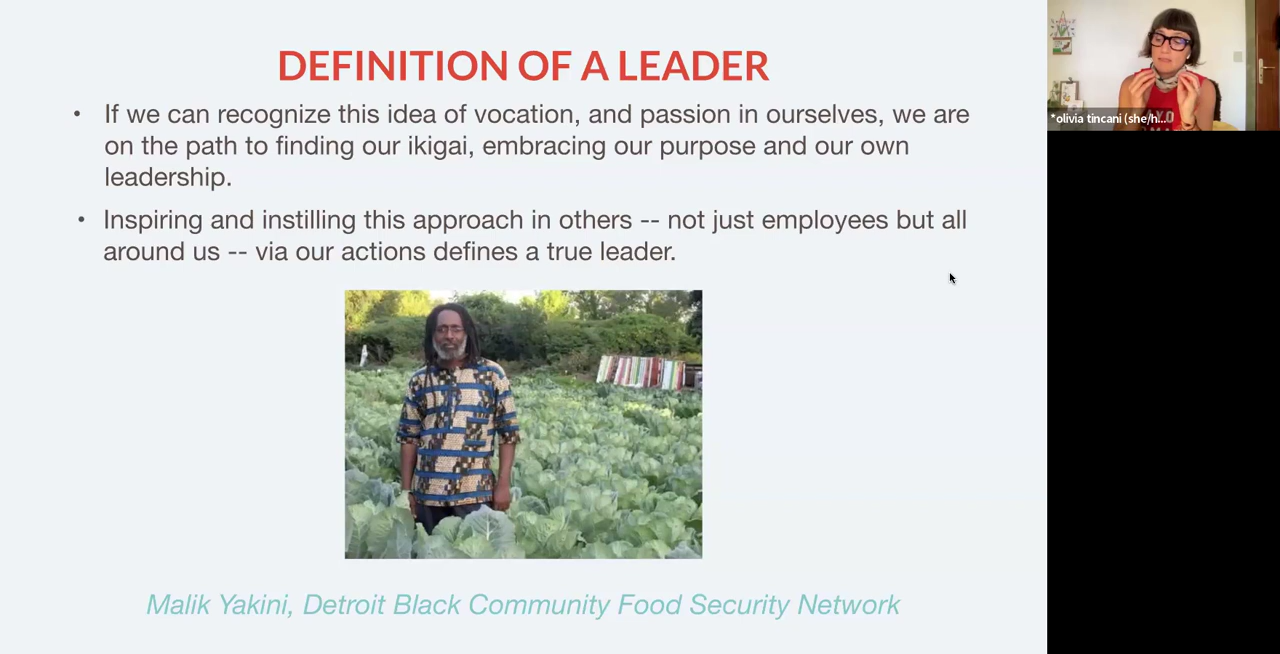 DEFINITION OF A LEADER
• If we can recognize this idea of vocation, and passion in ourselves, we are
on the path to finding our ikigai, embracing our purpose and our own
leadership.
• Inspiring and instilling this approach in others -- not just employees but all
around us -- via our actions defines a true leader.
Malik Yakini, Detroit Black Community Food Security Network
*olivia tincani (she/h...